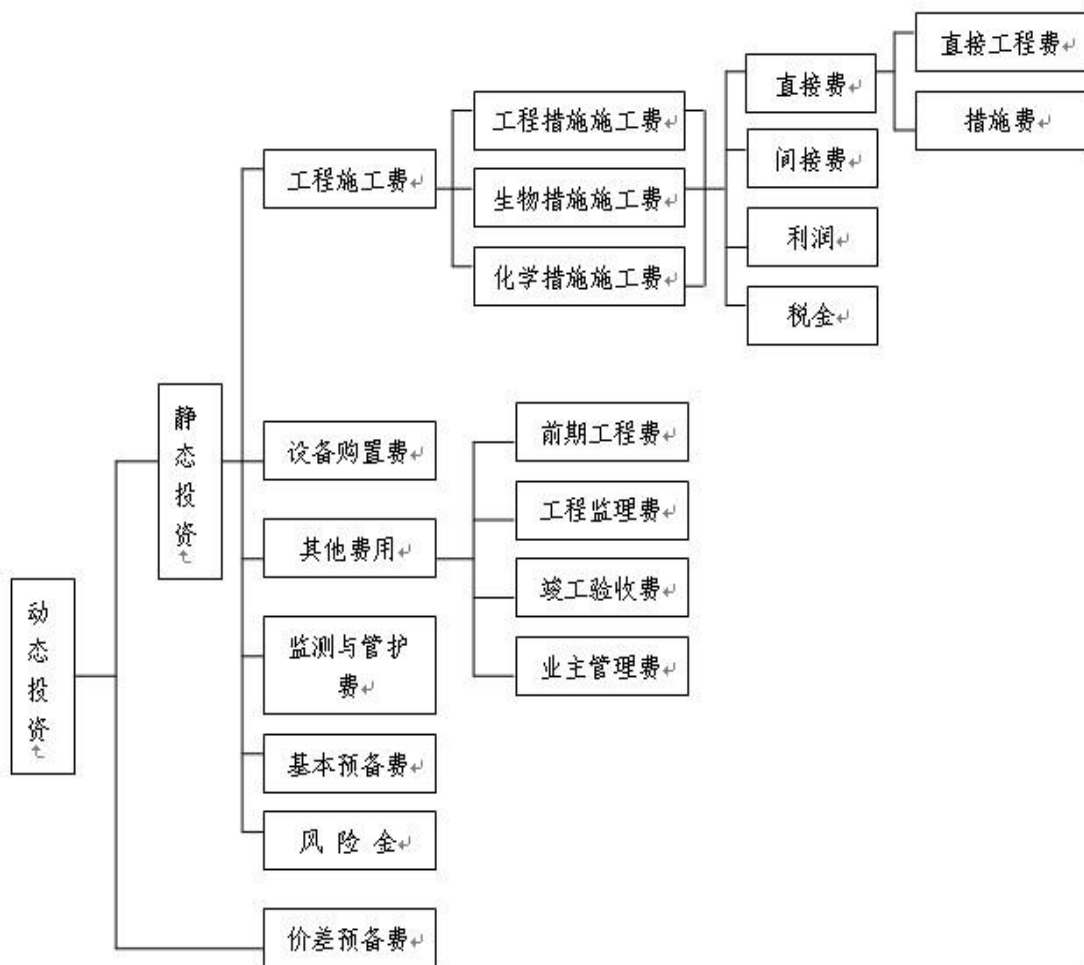 直接工程费
直接费
措施费
工程措施施工费
间接费
工程施工费
生物措施施工费
利润
化学措施施工费
税金
静态投资
设备购置费
前期工程费
工程监理费
其他费用
竣工验收费
动态投资
监测与管护
费
业主管理费
基本预备费
风险金
价差预备费